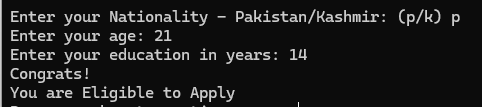 Enter your Nationality - Pakistan/Kashmir: (p/k) p
Enter your age: 21
Enter your education in years: 14
Congrats!
You are Eligible to Apply